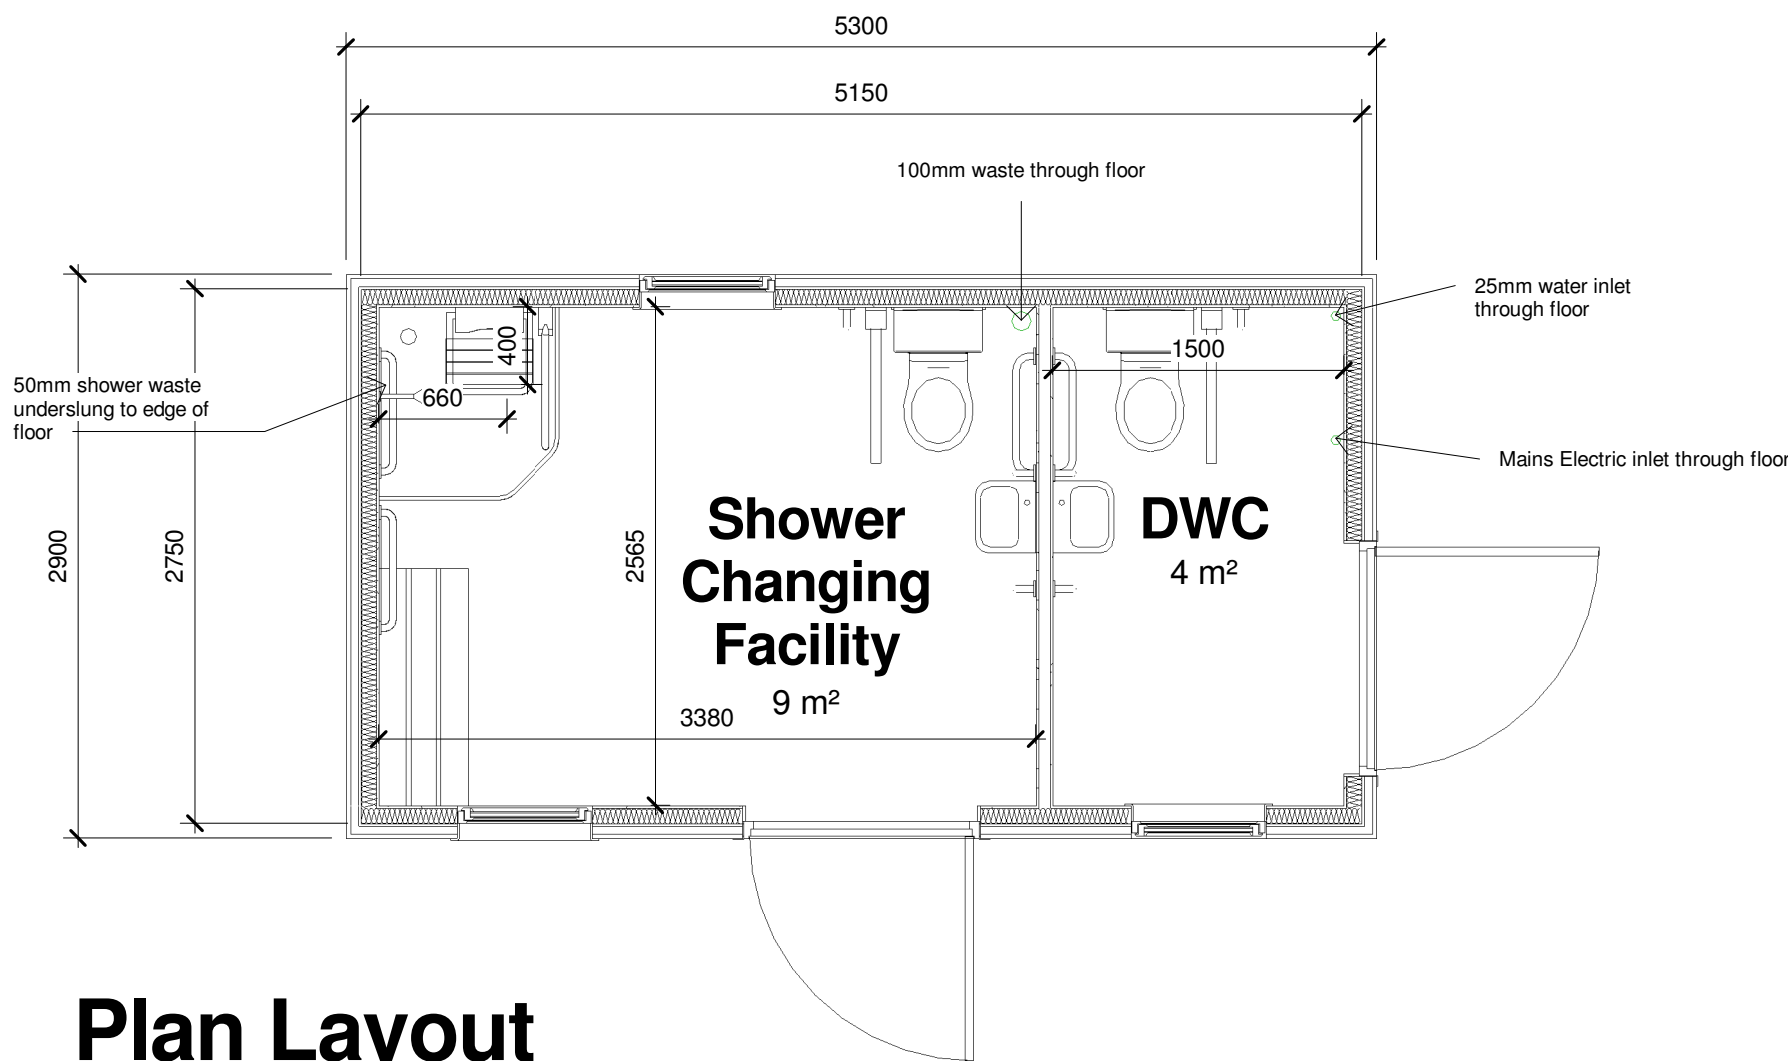 5300
5150
100mm waste through floor
25mm water inlet
through floor
1500
400
660
50mm shower waste
underslung to edge of
floor
Mains Electric inlet through floor
2900
2750
2565
Shower
Changing
Facility
9 m²
DWC
4 m²
3380
Plan Layout